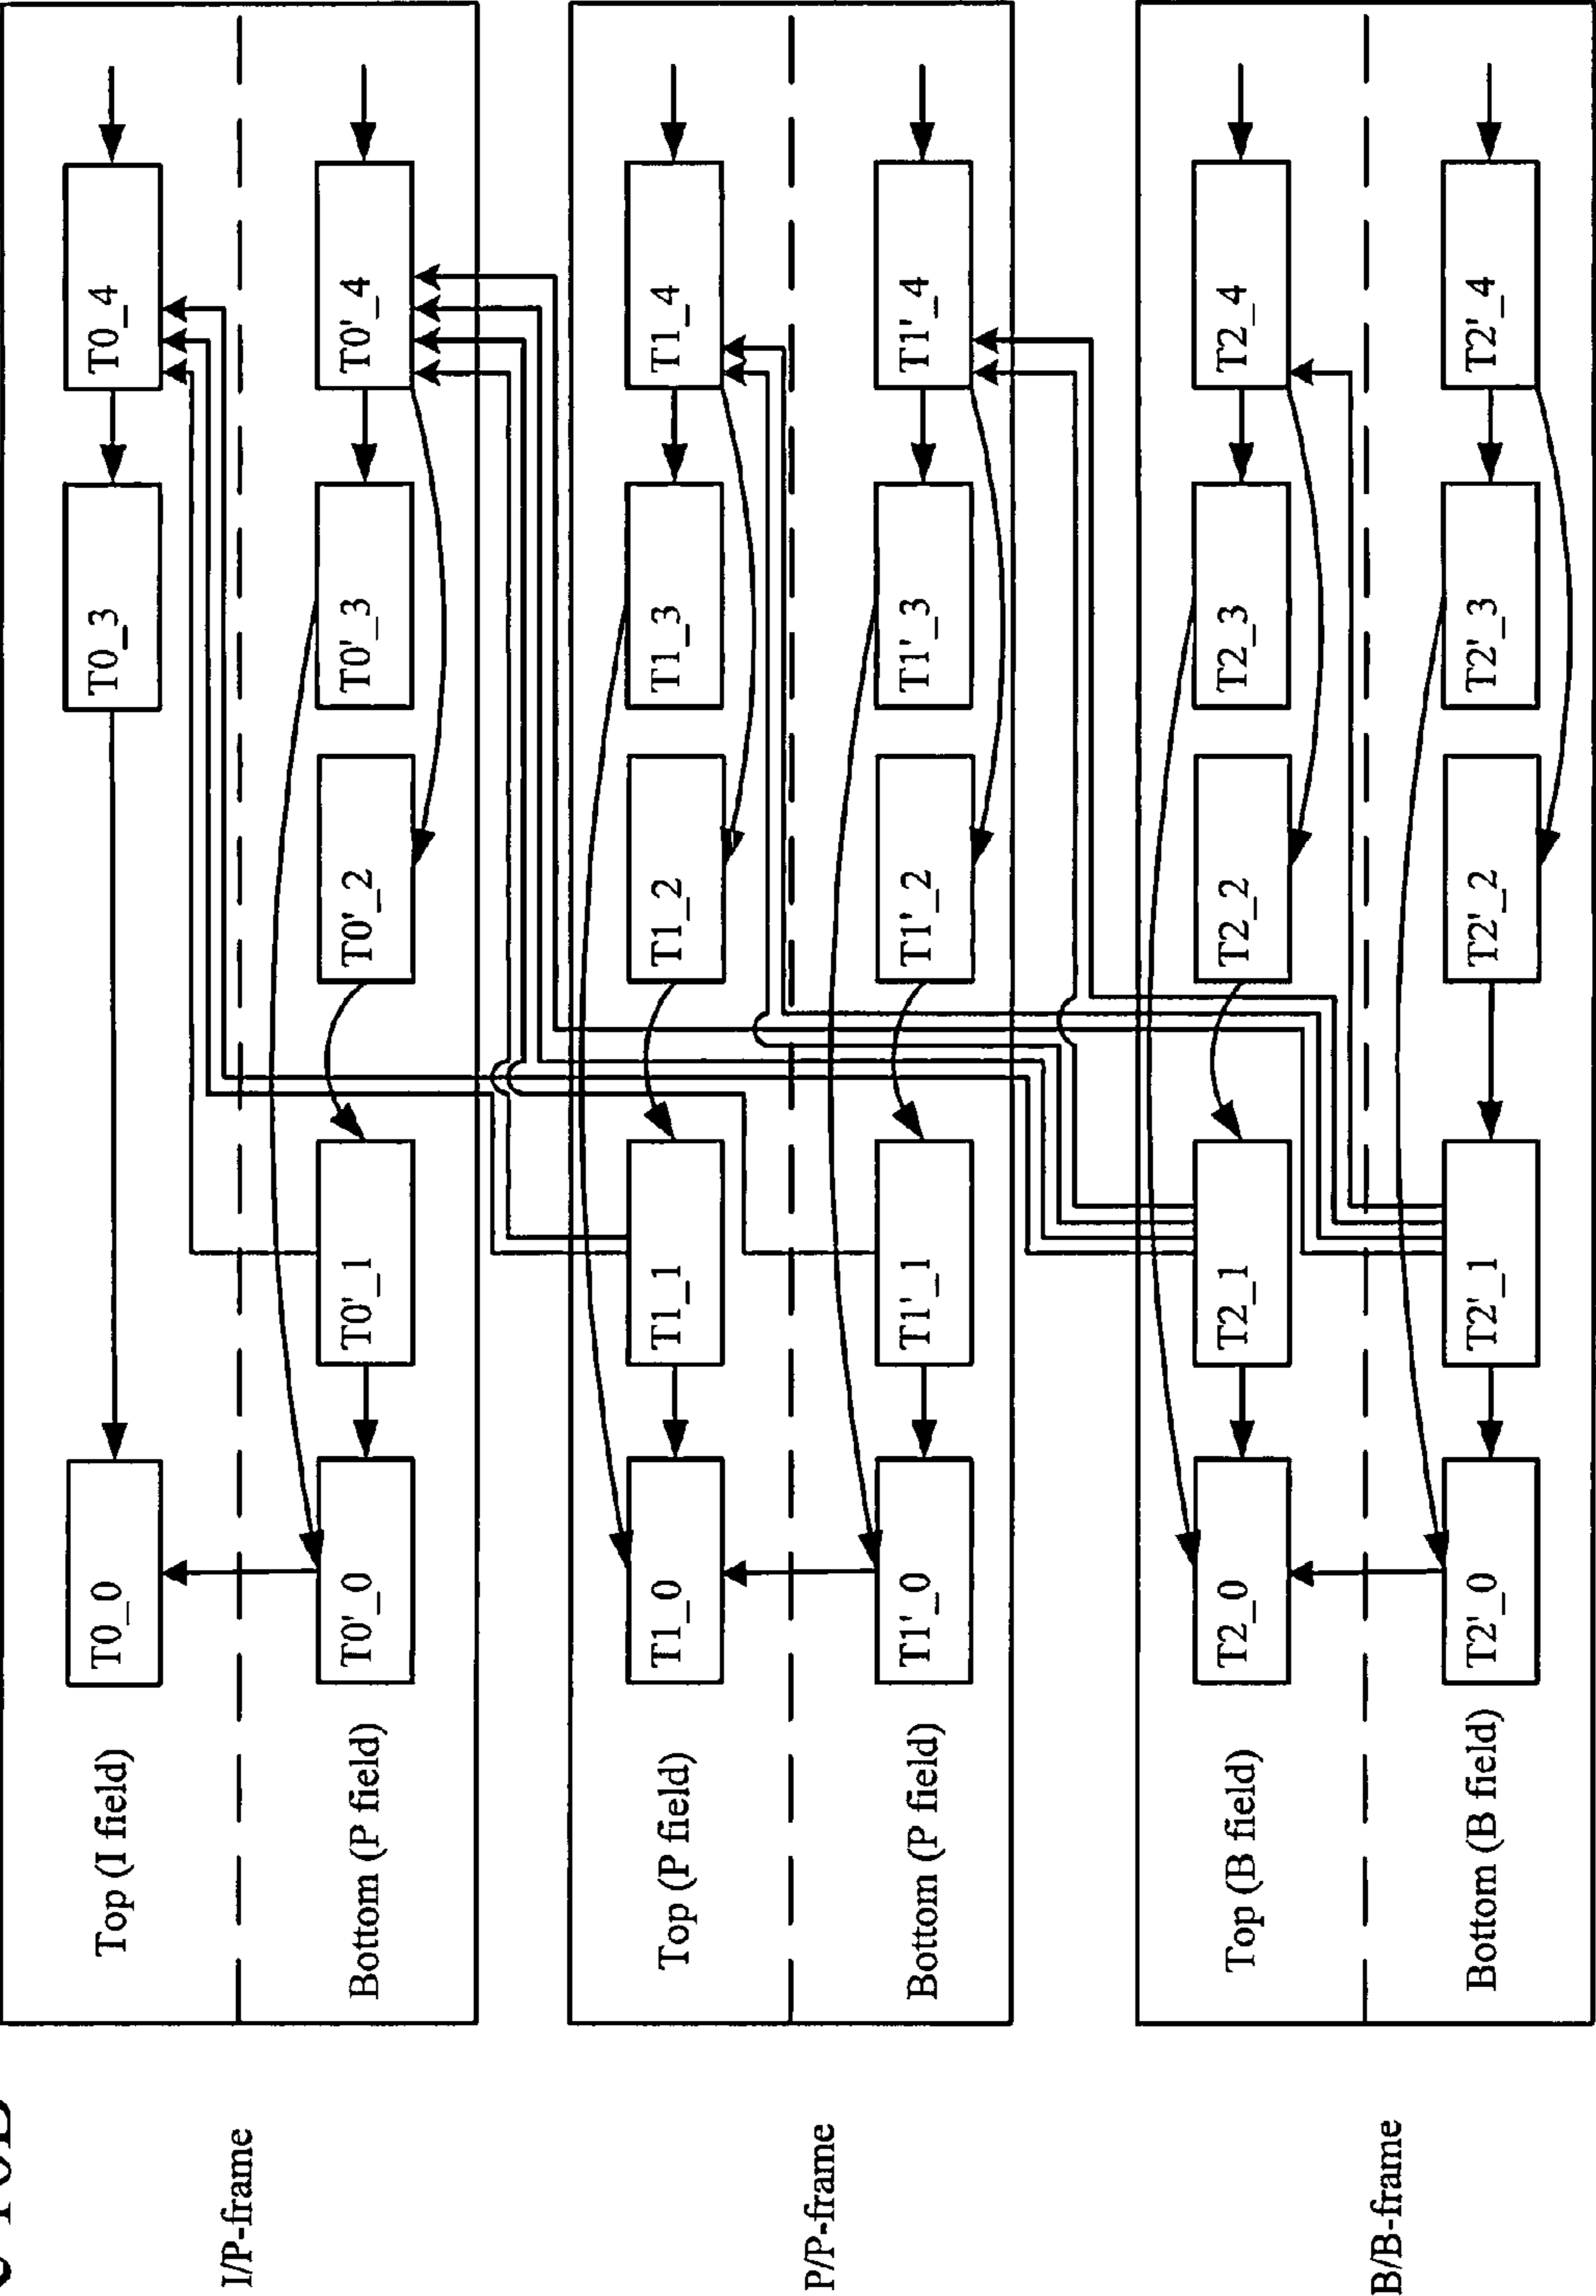 Top (I field)
T0_0
T0_3
T0_4
I/P-frame
Bottom (P field)
T0'_0
T0'_1
T0'_2
T0'_3
T0'_4
Top (P field)
T1_0
T1_1
T1_2
T1_3
T1_4
P/P-frame
Bottom (P field)
T1'_0
T1'_1
T1'_2
T1'_3
T1'_4
Top (B field)
T2_0
T2_1
T2_2
T2_3
T2_4
B/B-frame
Bottom (B field)
T2'_0
T2'_1
T2'_2
T2'_3
T2'_4